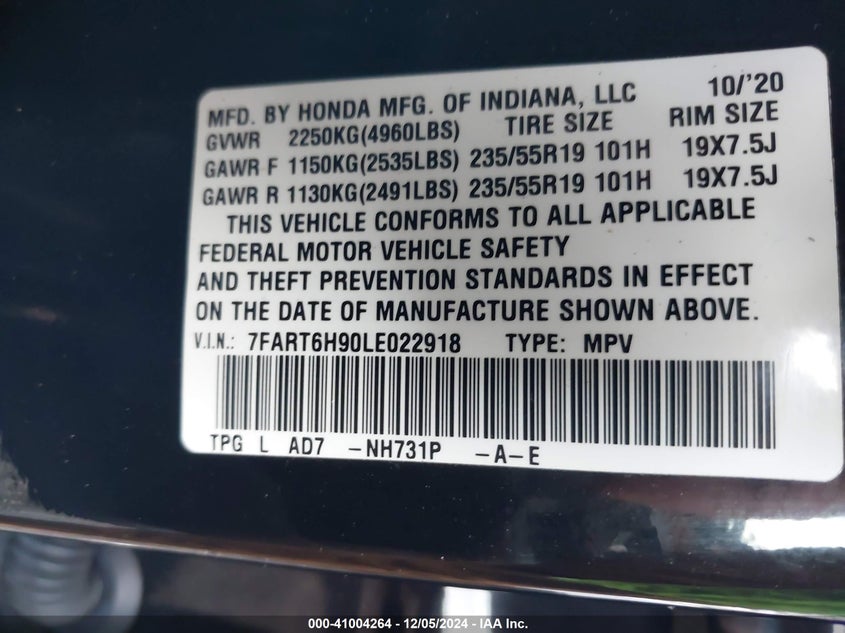 MFD. BY HONDA MFG. OF INDIANA, LLC 10/'20
GVWR 2250KG(4960LBS) TIRE SIZE RIM SIZE
GAWR F 1150KG(2535LBS) 235/55R19 101H 19X7.5J
GAWR R 1130KG(2491LBS) 235/55R19 101H 19X7.5J
THIS VEHICLE CONFORMS TO ALL APPLICABLE
FEDERAL MOTOR VEHICLE SAFETY
AND THEFT PREVENTION STANDARDS IN EFFECT
ON THE DATE OF MANUFACTURE SHOWN ABOVE.
V.I.N.: 7FART6H90LE022918 TYPE: MPV
TPG L AD7 -NH731P -A-E
000-41004264 - 12/05/2024 - IAA Inc.